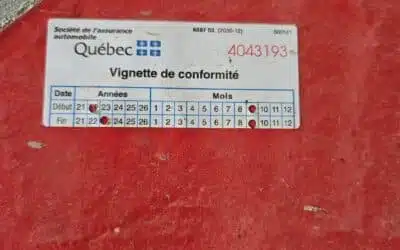 Société de l'assurance
automobile
Québec
4043193
Vignette de conformité
Date Années Mois
Début 21 23 24 25 26 1 2 3 4 5 6 7 8 10 11 12
Fin 21 22 24 25 26 1 2 3 4 5 6 7 8 10 11 12